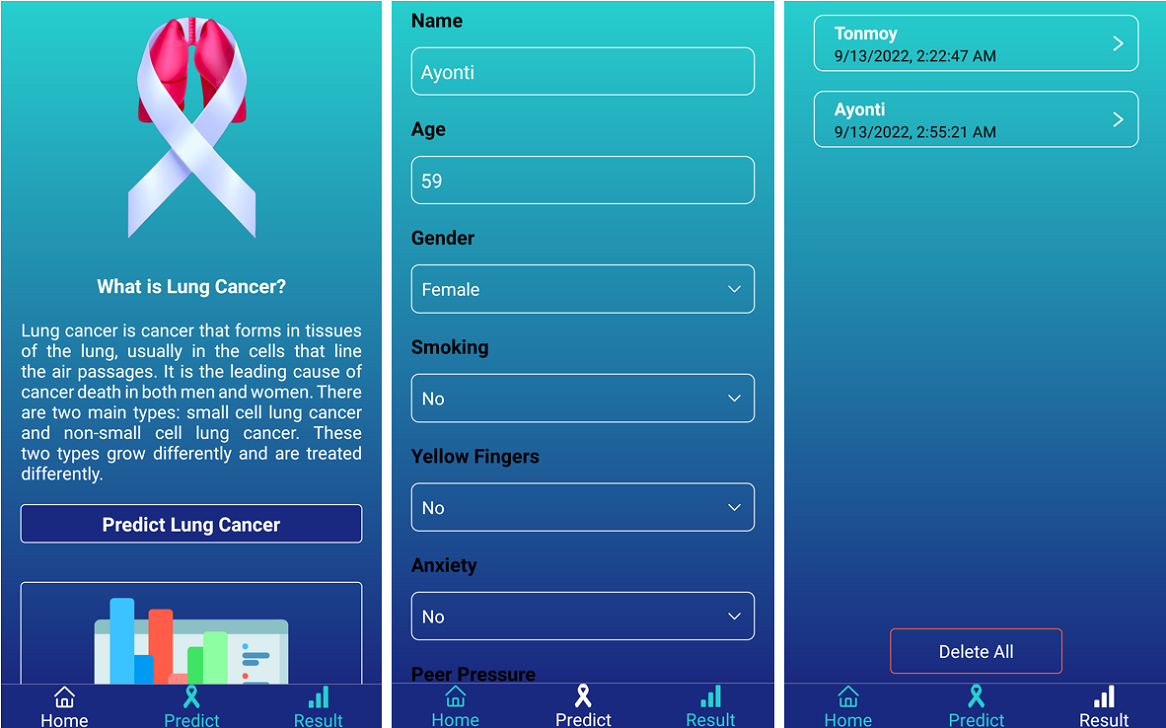 What is Lung Cancer?
Lung cancer is cancer that forms in tissues
of the lung, usually in the cells that line
the air passages. It is the leading cause of
cancer death in both men and women. There
are two main types: small cell lung cancer
and non-small cell lung cancer. These
two types grow differently and are treated
differently.
Predict Lung Cancer
Home
Predict
Result
Name
Ayonti
Age
59
Gender
Female
Smoking
No
Yellow Fingers
No
Anxiety
No
Peer Pressure
Home
Predict
Result
Tonmoy
9/13/2022, 2:22:47 AM
Ayonti
9/13/2022, 2:55:21 AM
Delete All
Home
Predict
Result